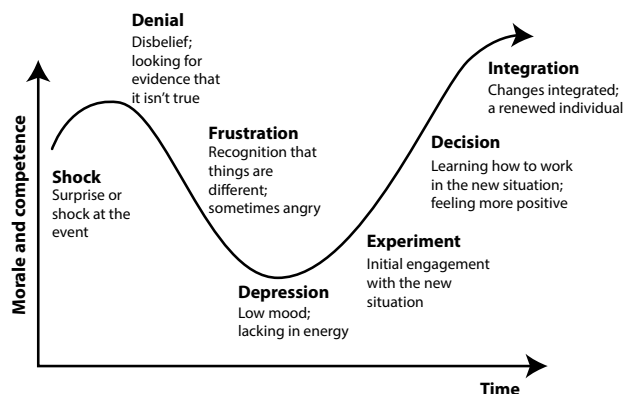 Denial
Disbelief;
looking for
evidence that
it isn't true
Integration
Changes integrated;
a renewed individual
Frustration
Recognition that
things are
different;
sometimes angry
Decision
Learning how to work
in the new situation;
feeling more positive
Shock
Surprise or
shock at the
event
Experiment
Initial engagement
with the new
situation
Depression
Low mood;
lacking in energy
Morale and competence
Time